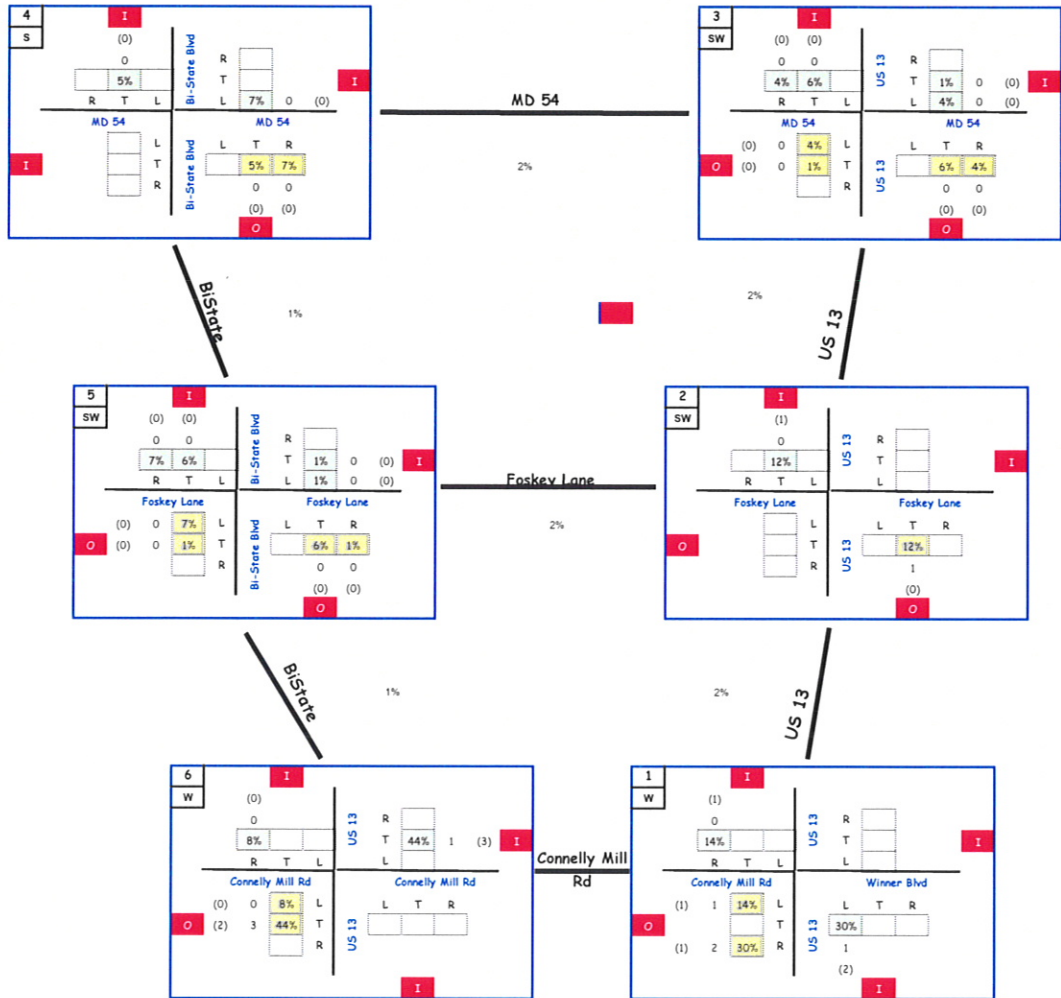 4
S
I
(0)
0
5%
R T L
Bi-State Blvd
R
T
L 7% 0 (0)
I
MD 54
I
L
T
R
MD 54
Bi-State Blvd
L T R
5% 7%
0 0
(0) (0)
O
MD 54
2%
3
SW
I
(0) (0)
0 0
4% 6%
R T L
US 13
R
T 1% 0 (0)
L 4% 0 (0)
I
MD 54
O
(0) 0 4% L
(0) 0 1% T
R
MD 54
US 13
L T R
6% 4%
0 0
(0) (0)
O
BiState
1%
2%
US 13
5
SW
I
(0) (0)
0 0
7% 6%
R T L
Bi-State Blvd
R
T 1% 0 (0)
L 1% 0 (0)
I
Foskey Lane
O
(0) 0 7% L
(0) 0 1% T
R
Foskey Lane
Bi-State Blvd
L T R
6% 1%
0 0
(0) (0)
O
Foskey Lane
2%
2
SW
I
(1)
0
12%
R T L
US 13
R
T
L
I
Foskey Lane
O
L
T
R
Foskey Lane
US 13
L T R
12%
1
(0)
O
BiState
1%
2%
US 13
6
W
I
(0)
0
8%
R T L
US 13
R
T 44% 1 (3)
L
I
Connelly Mill Rd
O
(0) 0 8% L
(2) 3 44% T
R
Connelly Mill Rd
US 13
L T R
I
Connelly Mill
Rd
1
W
I
(1)
0
14%
R T L
US 13
R
T
L
I
Connelly Mill Rd
O
(1) 1 14% L
T
(1) 2 30% R
Winner Blvd
US 13
L T R
30%
1
(2)
I